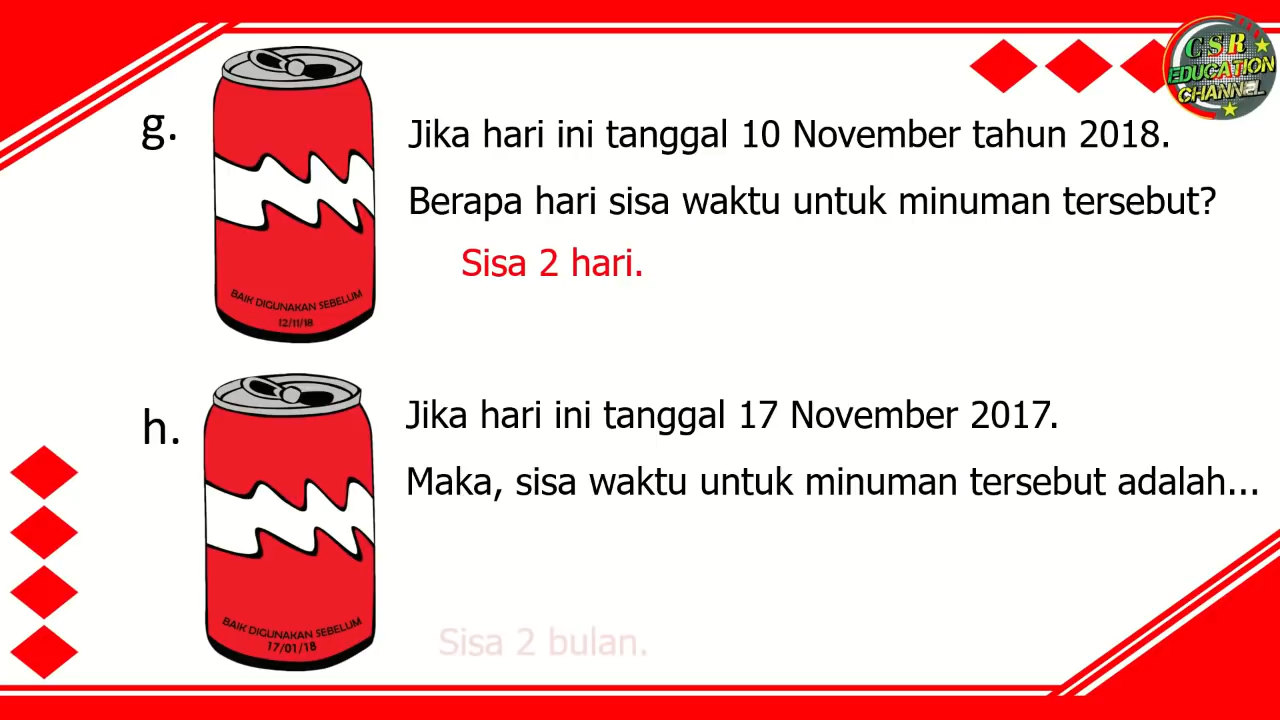 CSR
EDUCATION
CHANNEL
g.
Jika hari ini tanggal 10 November tahun 2018.
Berapa hari sisa waktu untuk minuman tersebut?
Sisa 2 hari.
BAIK DIGUNAKAN SEBELUM
12/11/18
h.
Jika hari ini tanggal 17 November 2017.
Maka, sisa waktu untuk minuman tersebut adalah...
BAIK DIGUNAKAN SEBELUM
17/01/18
Sisa 2 bulan.